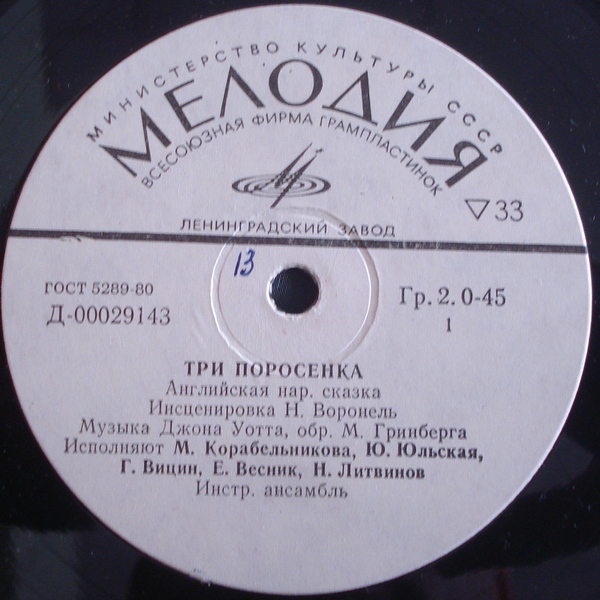 МИНИСТЕРСТВО КУЛЬТУРЫ СССР
МЕЛОДИЯ
ВСЕСОЮЗНАЯ ФИРМА ГРАМПЛАСТИНОК
▽33
ЛЕНИНГРАДСКИЙ ЗАВОД
13
ГОСТ 5289-80
Гр. 2. 0-45
Д-00029143
1
ТРИ ПОРОСЕНКА
Английская нар. сказка
Инсценировка Н. Воронель
Музыка Джона Уотта, обр. М. Гринберга
Исполняют М. Корабельникова, Ю. Юльская,
Г. Вицин, Е. Весник, Н. Литвинов
Инстр. ансамбль